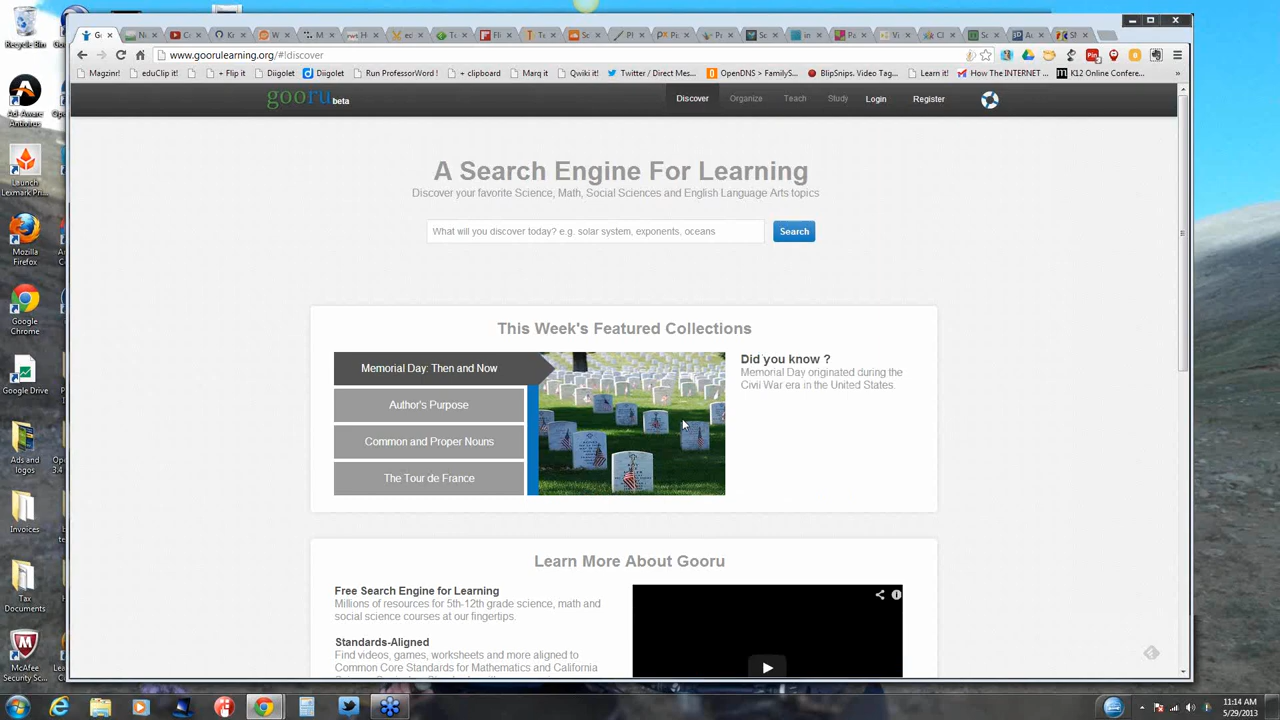 Recycle Bin
Ad-Aware
Antivirus
Launch
Lexmark Pri...
Mozilla
Firefox
Google
Chrome
Google Drive
Ads and
logos
Invoices
Tax
Documents
McAfee
Security Sc...
www.goorulearning.org/#!discover
Magzinr!
eduClip it!
+ Flip it
Diigolet
Diigolet
Run ProfessorWord !
+ clipboard
Marq it
Qwiki it!
Twitter / Direct Mes...
OpenDNS > FamilyS...
BlipSnips. Video Tag...
Learn it!
How The INTERNET ...
K12 Online Confere...
»
gooru beta
Discover
Organize
Teach
Study
Login
Register
A Search Engine For Learning
Discover your favorite Science, Math, Social Sciences and English Language Arts topics
What will you discover today? e.g. solar system, exponents, oceans
Search
This Week's Featured Collections
Memorial Day: Then and Now
Author's Purpose
Common and Proper Nouns
The Tour de France
Did you know ?
Memorial Day originated during the
Civil War era in the United States.
Learn More About Gooru
Free Search Engine for Learning
Millions of resources for 5th-12th grade science, math and
social science courses at our fingertips.
Standards-Aligned
Find videos, games, worksheets and more aligned to
Common Core Standards for Mathematics and California
11:14 AM
5/29/2013